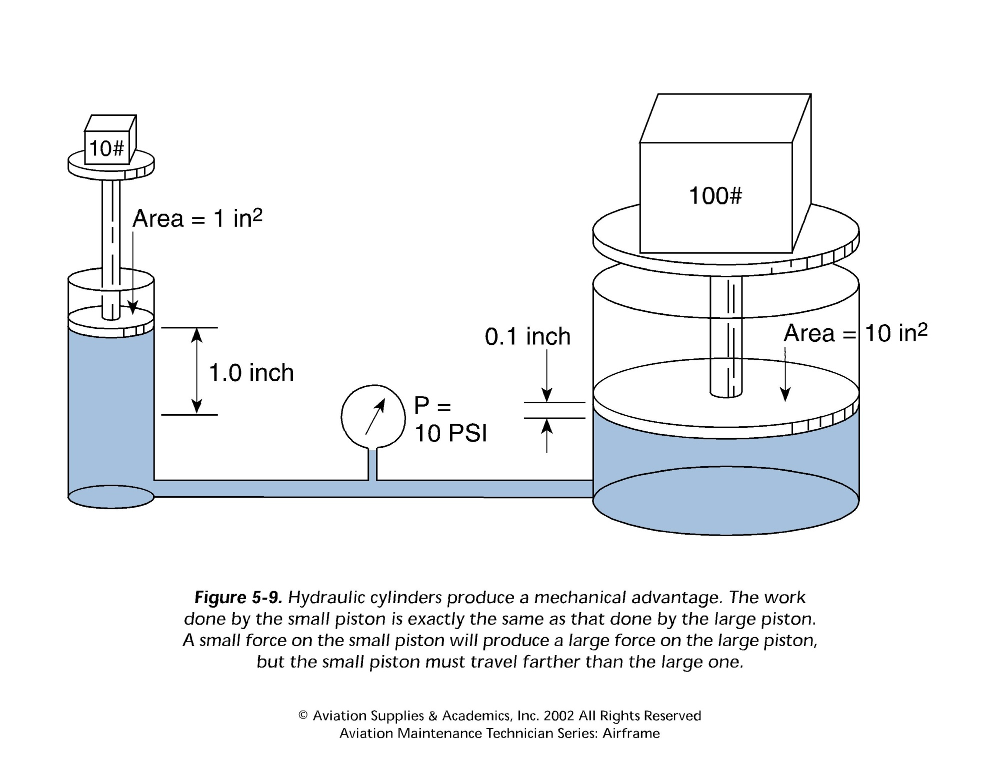 10#
100#
Area = 1 in²
0.1 inch
Area = 10 in²
1.0 inch
P =
10 PSI
Figure 5-9. Hydraulic cylinders produce a mechanical advantage. The work
done by the small piston is exactly the same as that done by the large piston.
A small force on the small piston will produce a large force on the large piston,
but the small piston must travel farther than the large one.
© Aviation Supplies & Academics, Inc. 2002 All Rights Reserved
Aviation Maintenance Technician Series: Airframe